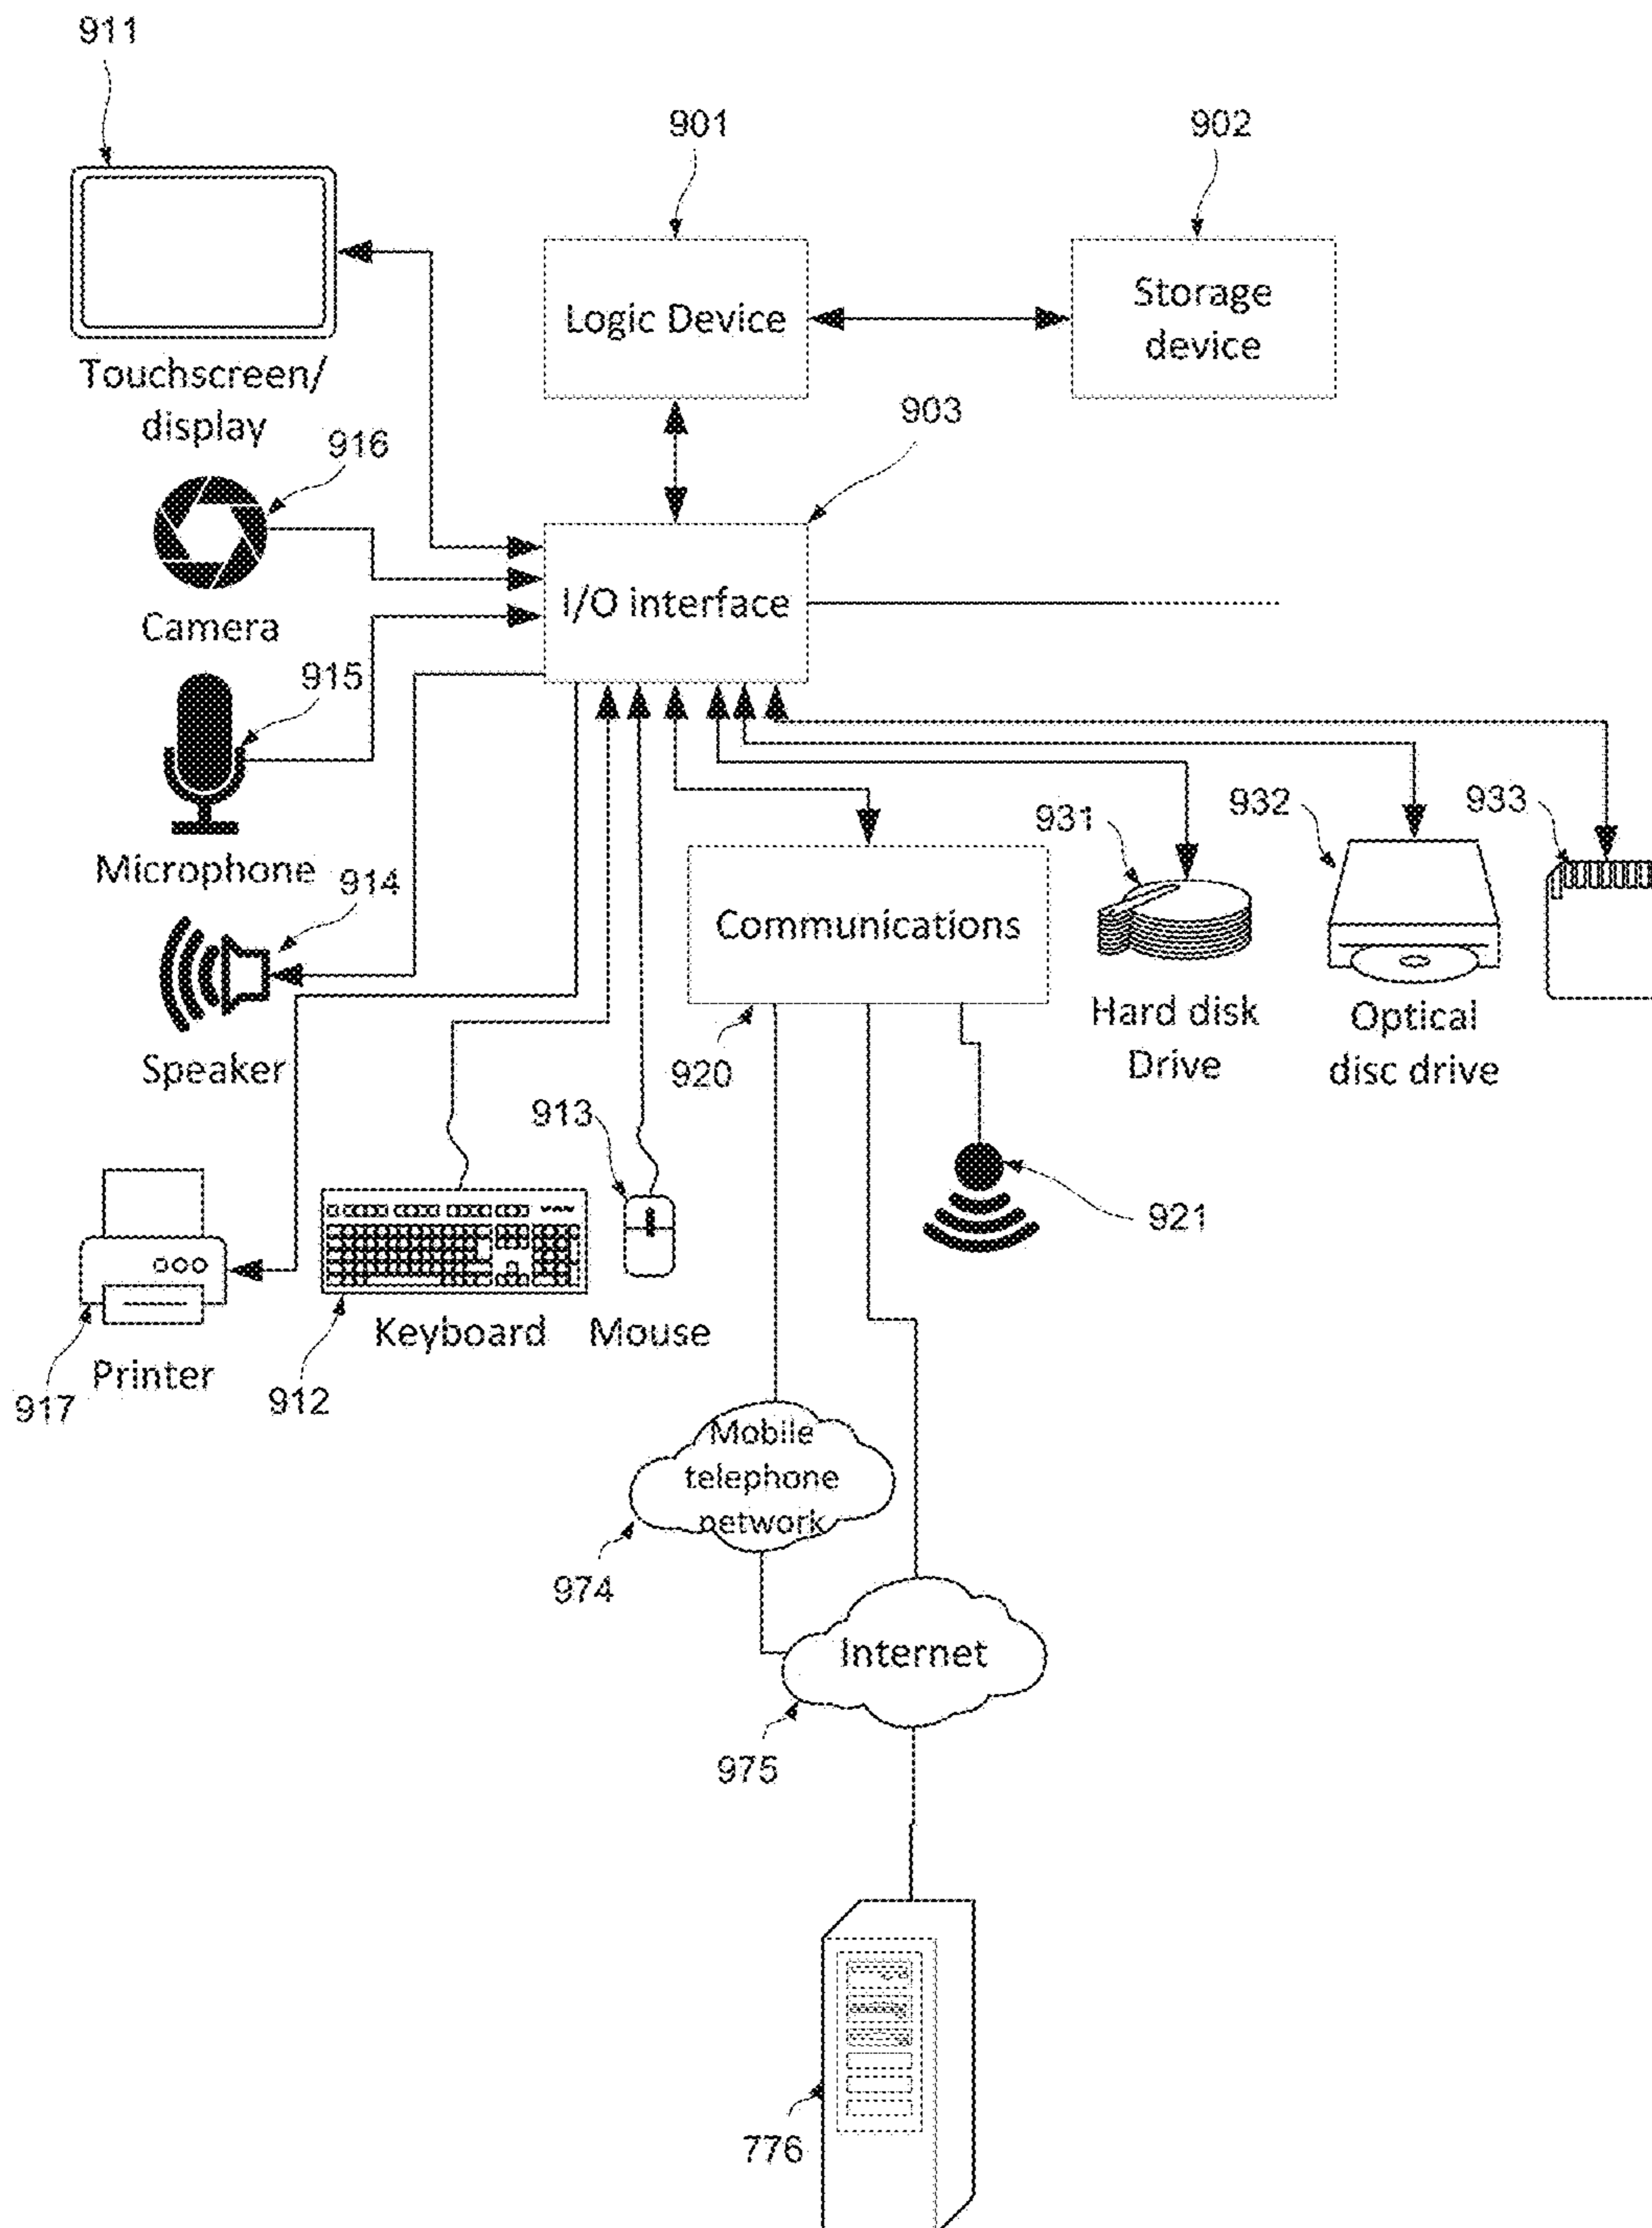 911
901
902
Logic Device
Storage
device
Touchscreen/
display
903
916
I/O interface
Camera
915
931
932
933
Microphone
914
Communications
Hard disk
Drive
Optical
disc drive
Speaker
920
913
921
Keyboard
Mouse
Printer
917
912
Mobile
telephone
network
974
Internet
975
776